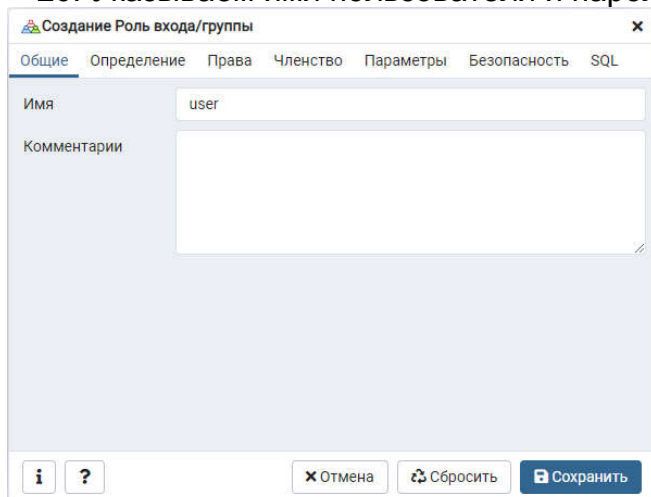 Создание Роль входа/группы
Общие Определение Права Членство Параметры Безопасность SQL
Имя user
Комментарии
i ? Отмена Сбросить Сохранить